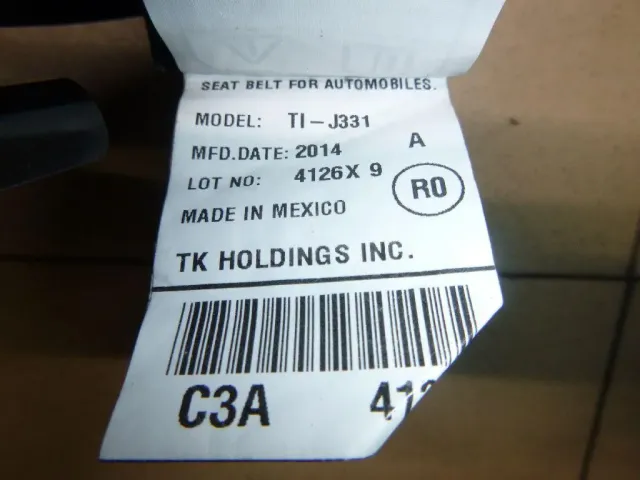 SEAT BELT FOR AUTOMOBILES.
MODEL: TI-J331
MFD.DATE: 2014 A
LOT NO: 4126X 9
RO
MADE IN MEXICO
TK HOLDINGS INC.
C3A